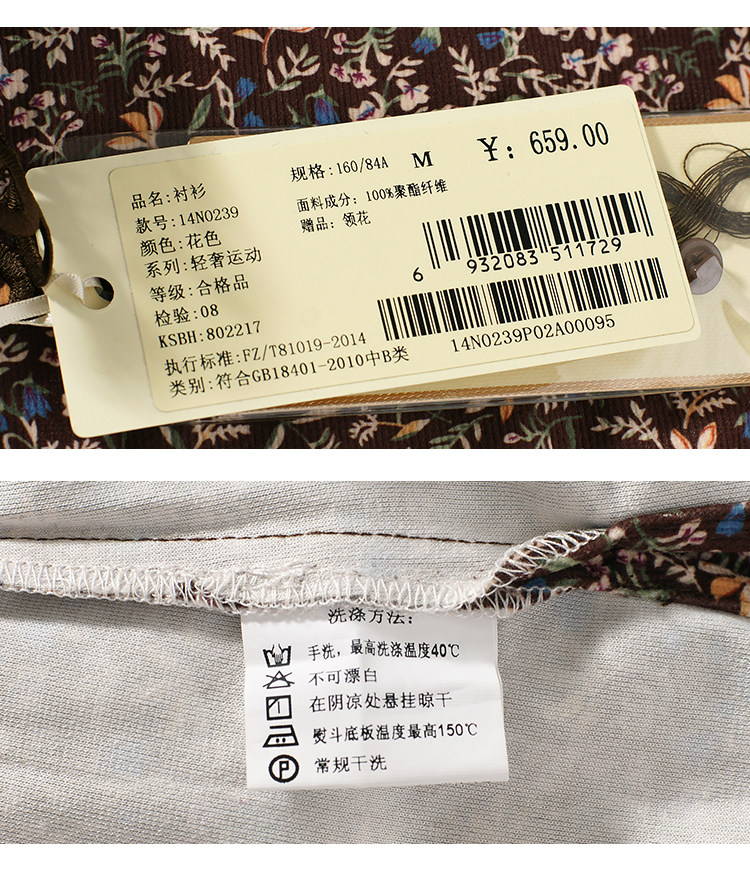 规格:160/84A M ¥: 659.00
品名:衬衫
款号:14N0239
颜色:花色
系列:轻奢运动
等级:合格品
检验:08
KSBH:802217
执行标准:FZ/T81019-2014
类别:符合GB18401-2010中B类
面料成分: 100%聚酯纤维
赠品: 领花
6 932083 511729
14N0239P02A00095
洗涤方法:
手洗，最高洗涤温度40℃
不可漂白
在阴凉处悬挂晾干
熨斗底板温度最高150℃
P 常规干洗